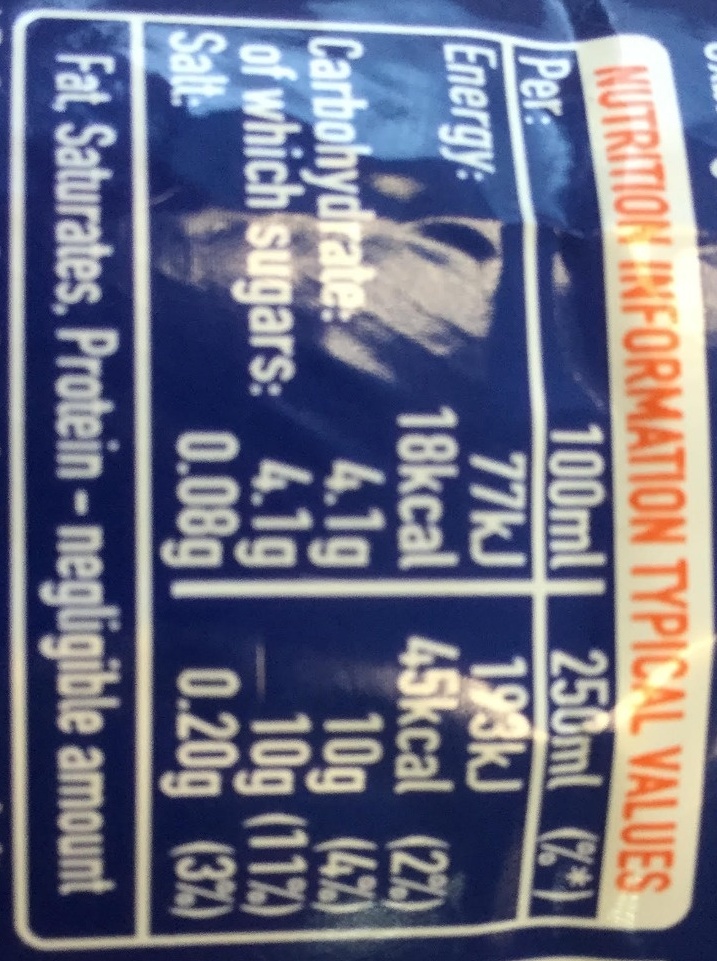 NUTRITION INFORMATION TYPICAL VALUES
Per: 100ml 250ml (%*)
Energy: 77kJ 193kJ
18kcal 45kcal (2%)
Carbohydrate: 4.1g 10g (4%)
of which sugars: 4.1g 10g (11%)
Salt: 0.08g 0.20g (3%)
Fat, Saturates, Protein - negligible amount